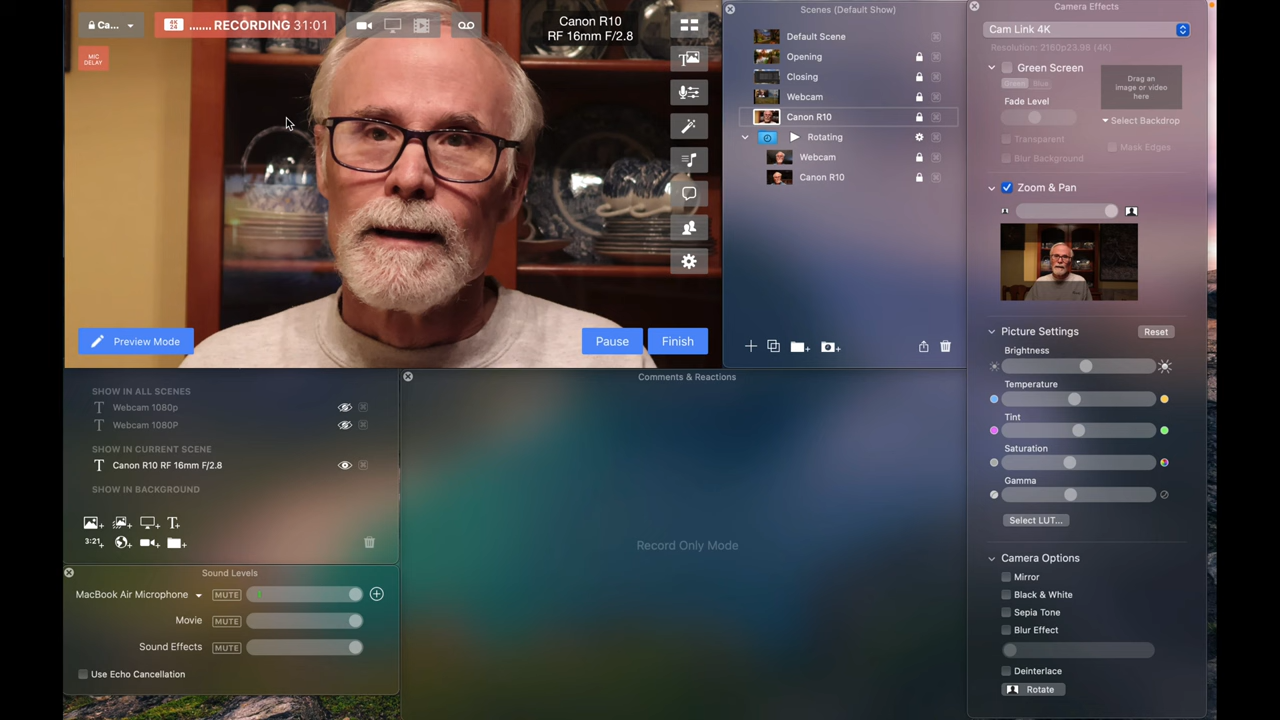 Ca...
4K
24
....... RECORDING 31:01
MIC
DELAY
Canon R10
RF 16mm F/2.8
Preview Mode
Pause
Finish
Scenes (Default Show)
Default Scene
Opening
Closing
Webcam
Canon R10
Rotating
Webcam
Canon R10
Camera Effects
Cam Link 4K
Resolution: 2160p23.98 (4K)
Green Screen
Green Blue
Fade Level
Drag an
image or video
here
Select Backdrop
Transparent
Mask Edges
Blur Background
Zoom & Pan
Picture Settings
Reset
Brightness
Temperature
Tint
Saturation
Gamma
Select LUT...
Camera Options
Mirror
Black & White
Sepia Tone
Blur Effect
Deinterlace
Rotate
SHOW IN ALL SCENES
Webcam 1080p
Webcam 1080P
SHOW IN CURRENT SCENE
Canon R10 RF 16mm F/2.8
SHOW IN BACKGROUND
3:21+
Sound Levels
MacBook Air Microphone
MUTE
Movie
MUTE
Sound Effects
MUTE
Use Echo Cancellation
Comments & Reactions
Record Only Mode